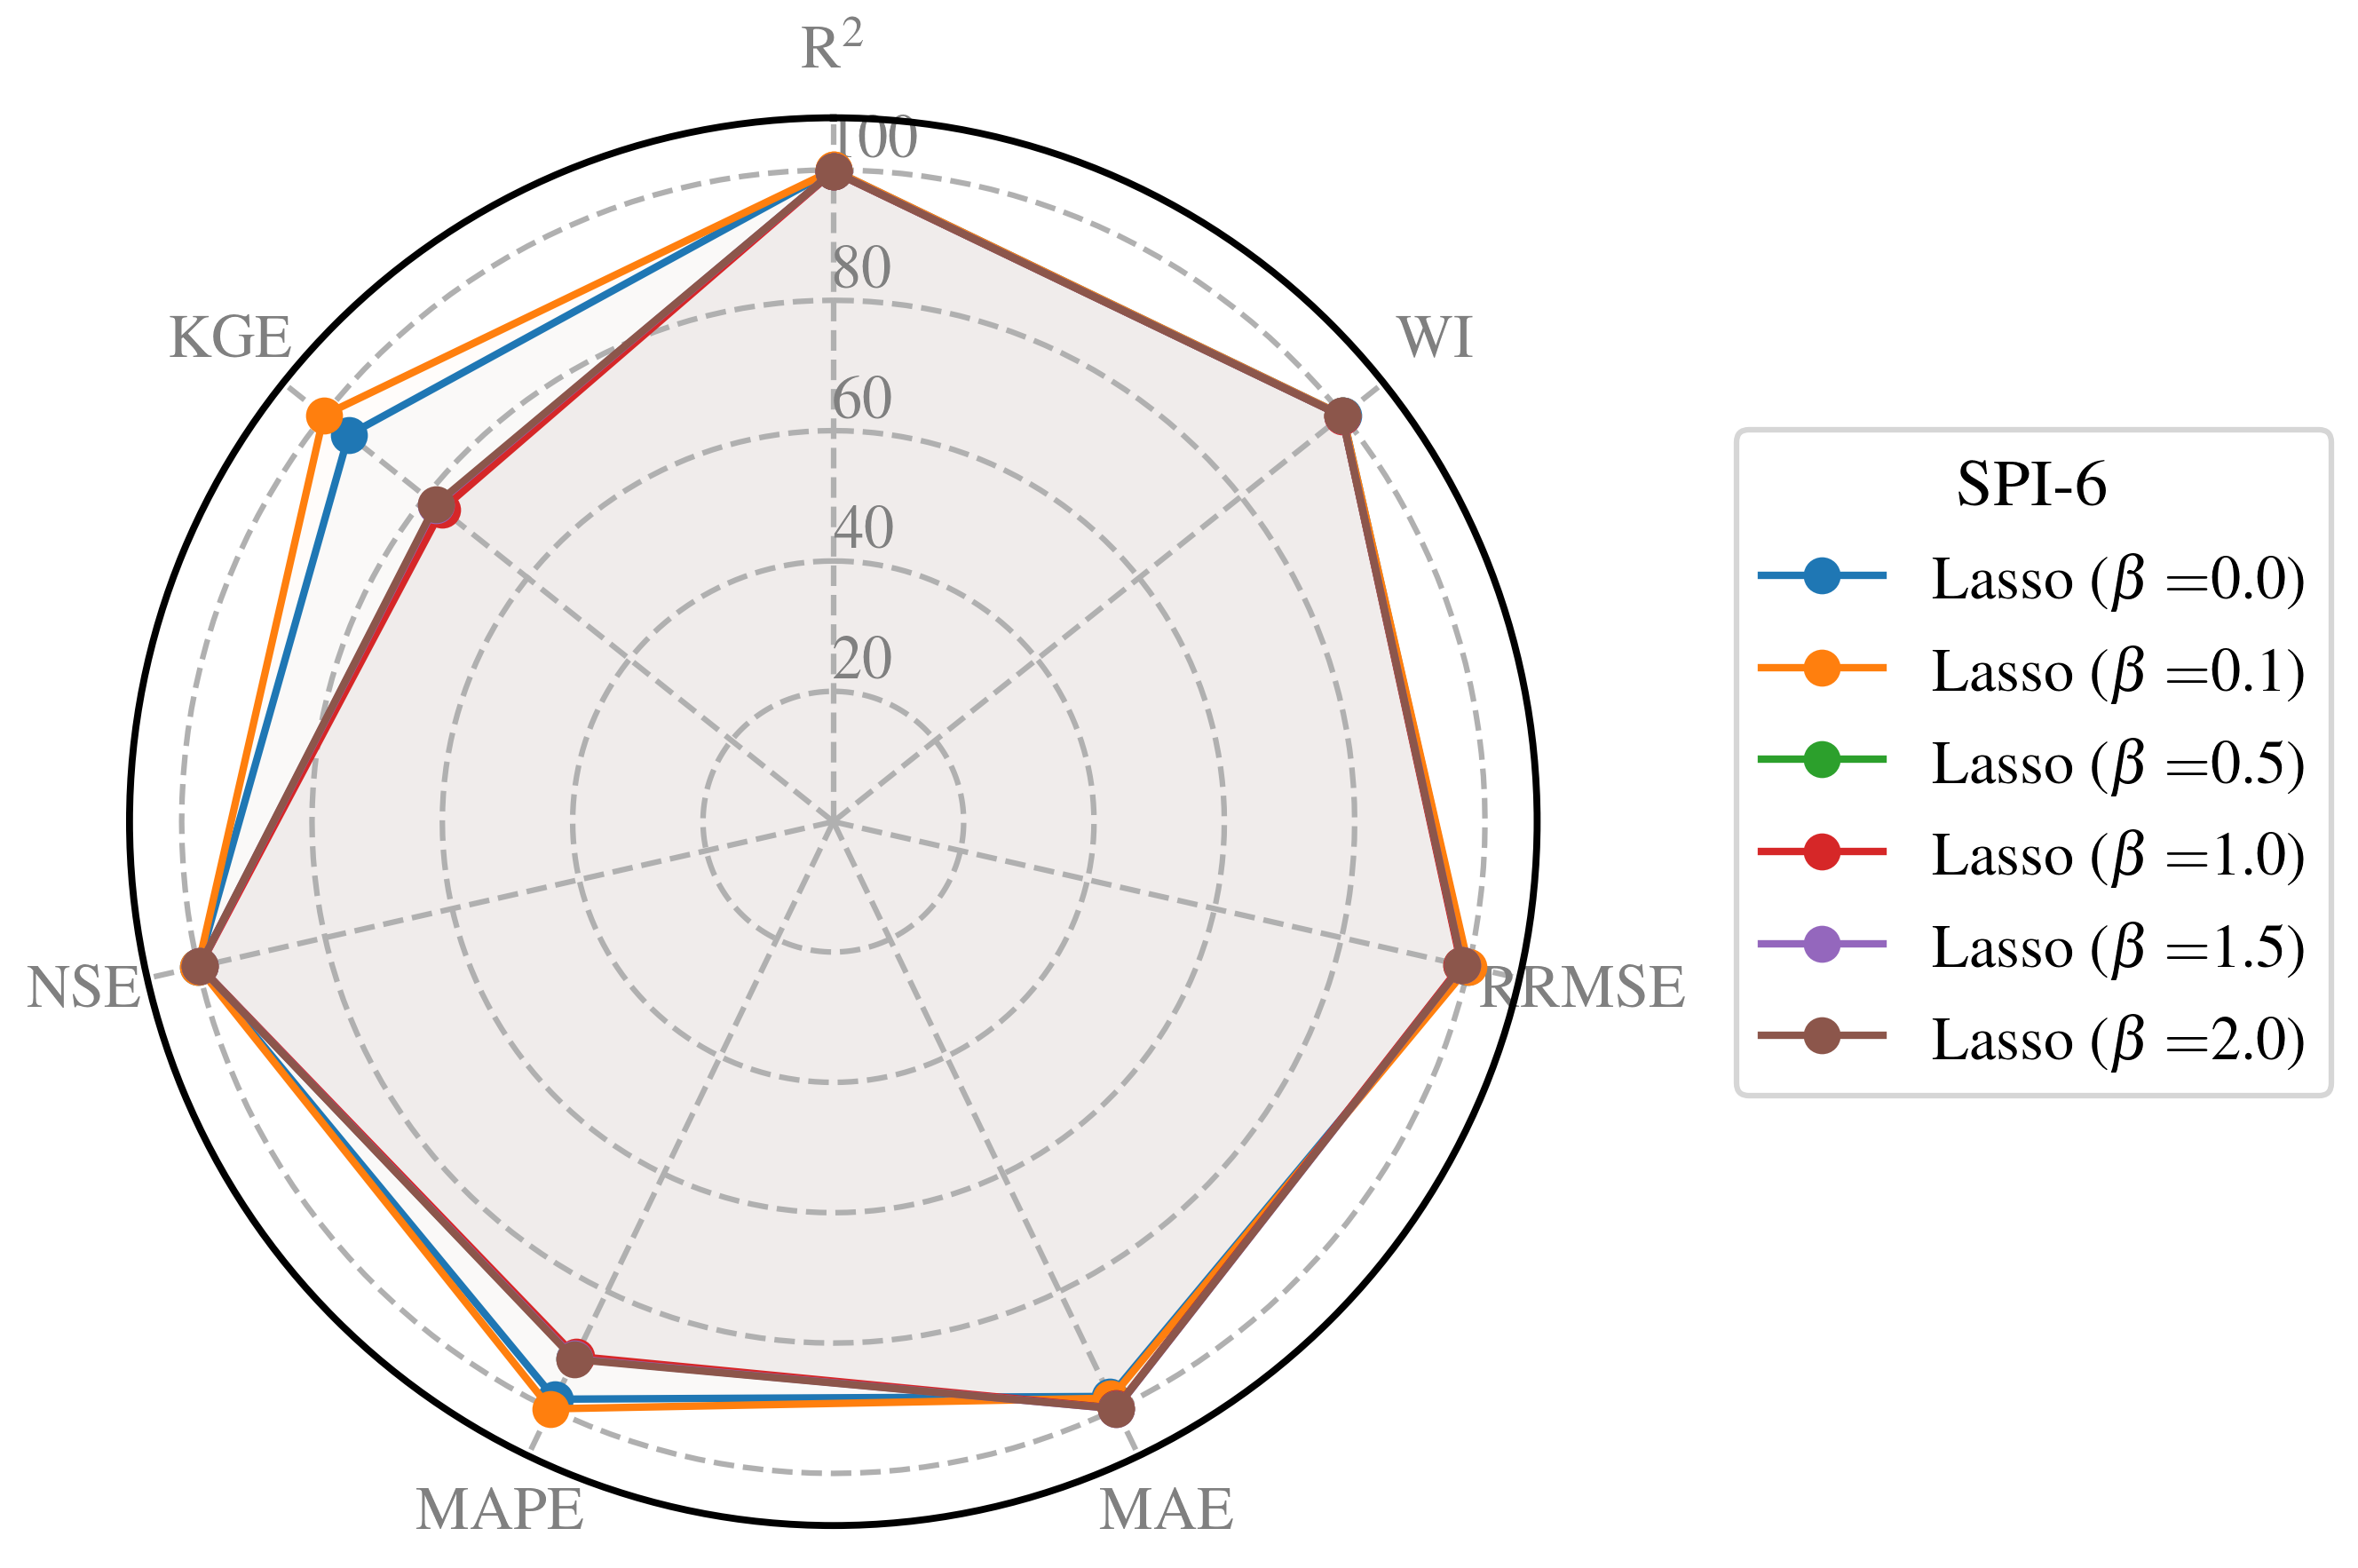 R²
100
80
60
40
20
KGE
WI
NSE
RRMSE
MAPE
MAE
SPI-6
Lasso (β =0.0)
Lasso (β =0.1)
Lasso (β =0.5)
Lasso (β =1.0)
Lasso (β =1.5)
Lasso (β =2.0)